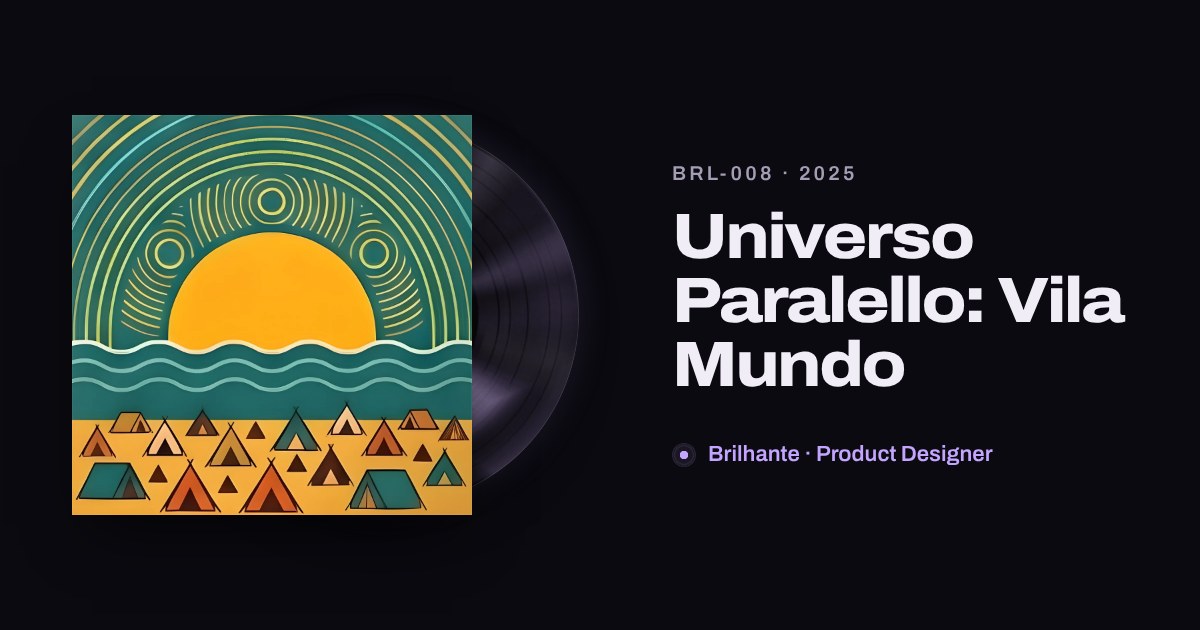 BRL-008 · 2025
Universo
Paralello: Vila
Mundo
Brilhante · Product Designer